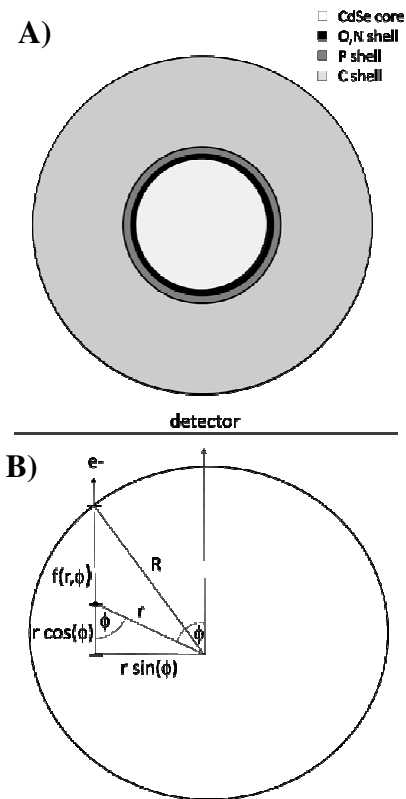 A)
CdSe core
O,N shell
P shell
C shell
detector
B)
e-
R
f(r,ϕ)
r
ϕ
ϕ
r cos(ϕ)
r sin(ϕ)